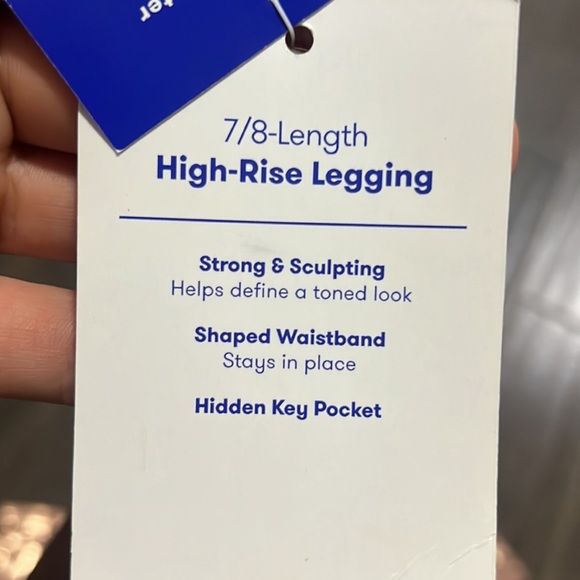 7/8-Length
High-Rise Legging
Strong & Sculpting
Helps define a toned look
Shaped Waistband
Stays in place
Hidden Key Pocket